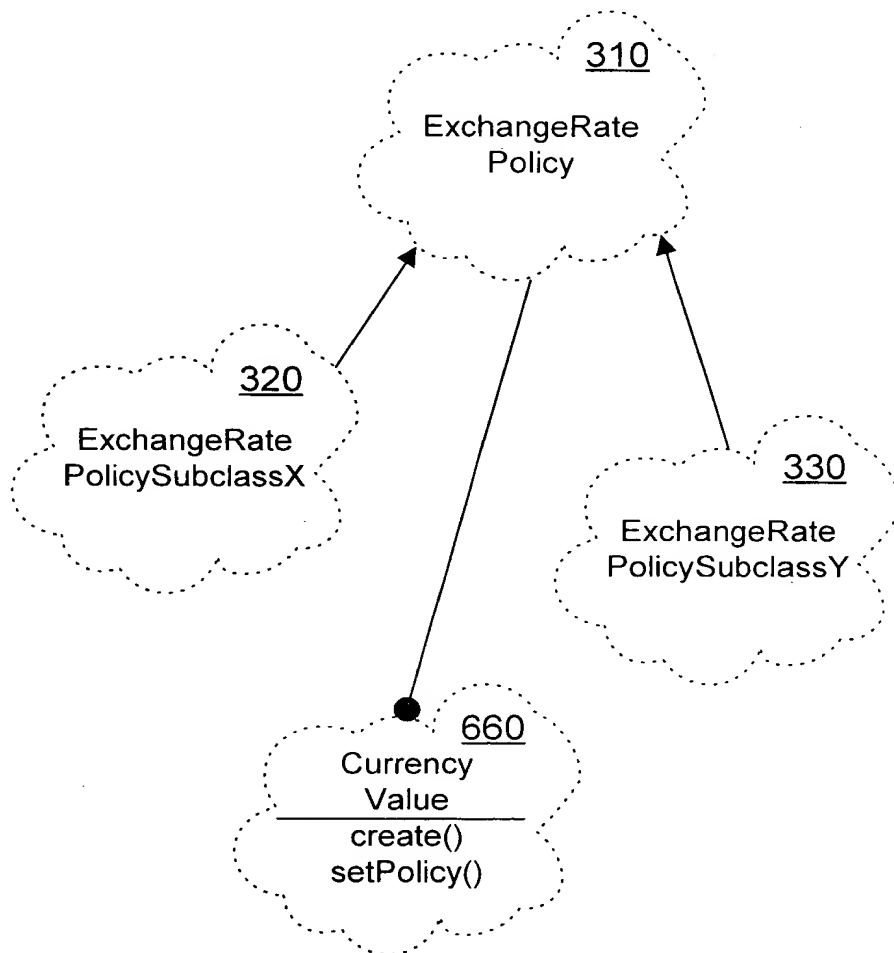 310
ExchangeRate
Policy
320
ExchangeRate
PolicySubclassX
330
ExchangeRate
PolicySubclassY
660
Currency
Value
create()
setPolicy()